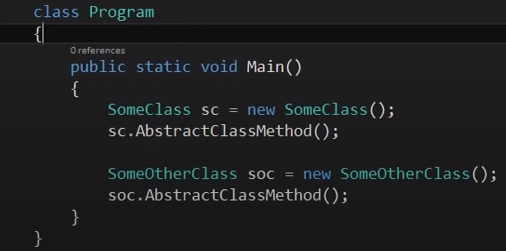 class Program
{
0 references
public static void Main()
{
SomeClass sc = new SomeClass();
sc.AbstractClassMethod();
SomeOtherClass soc = new SomeOtherClass();
soc.AbstractClassMethod();
}
}